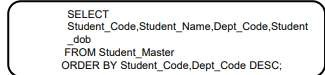 SELECT
Student_Code,Student_Name,Dept_Code,Student
_dob
FROM Student_Master
ORDER BY Student_Code,Dept_Code DESC;